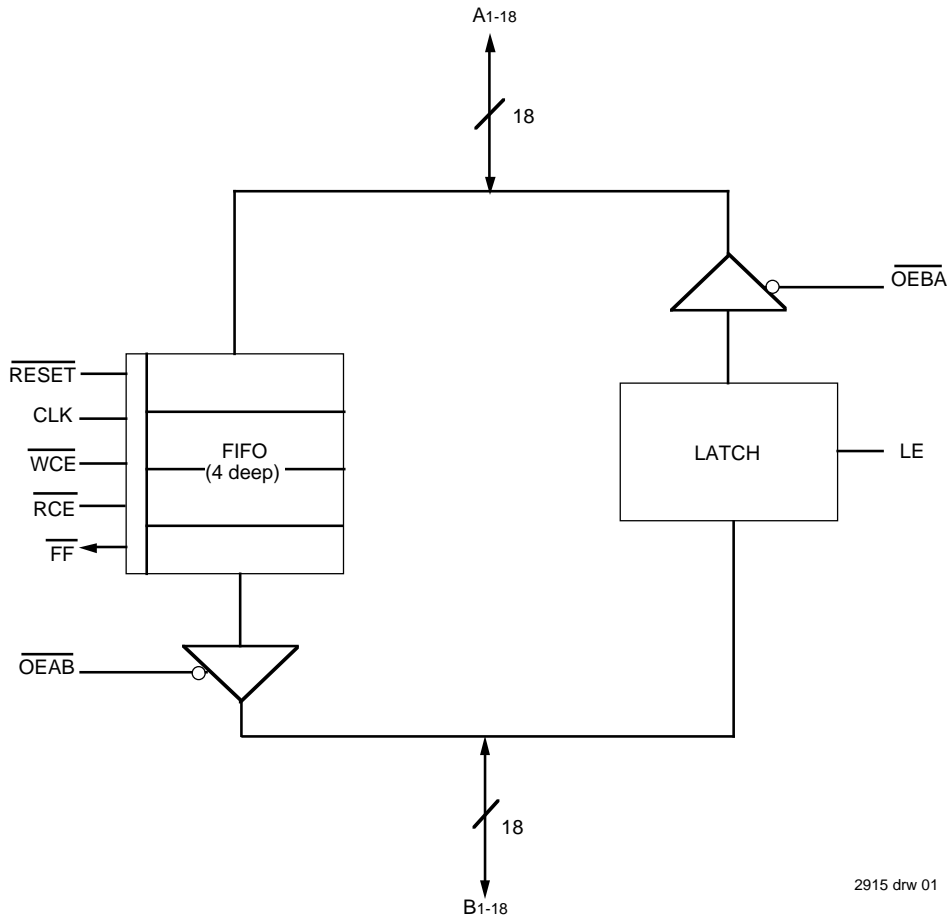 A1-18
18
OEBA
RESET
CLK
WCE
RCE
FF
FIFO
(4 deep)
LATCH
LE
OEAB
18
B1-18
2915 drw 01